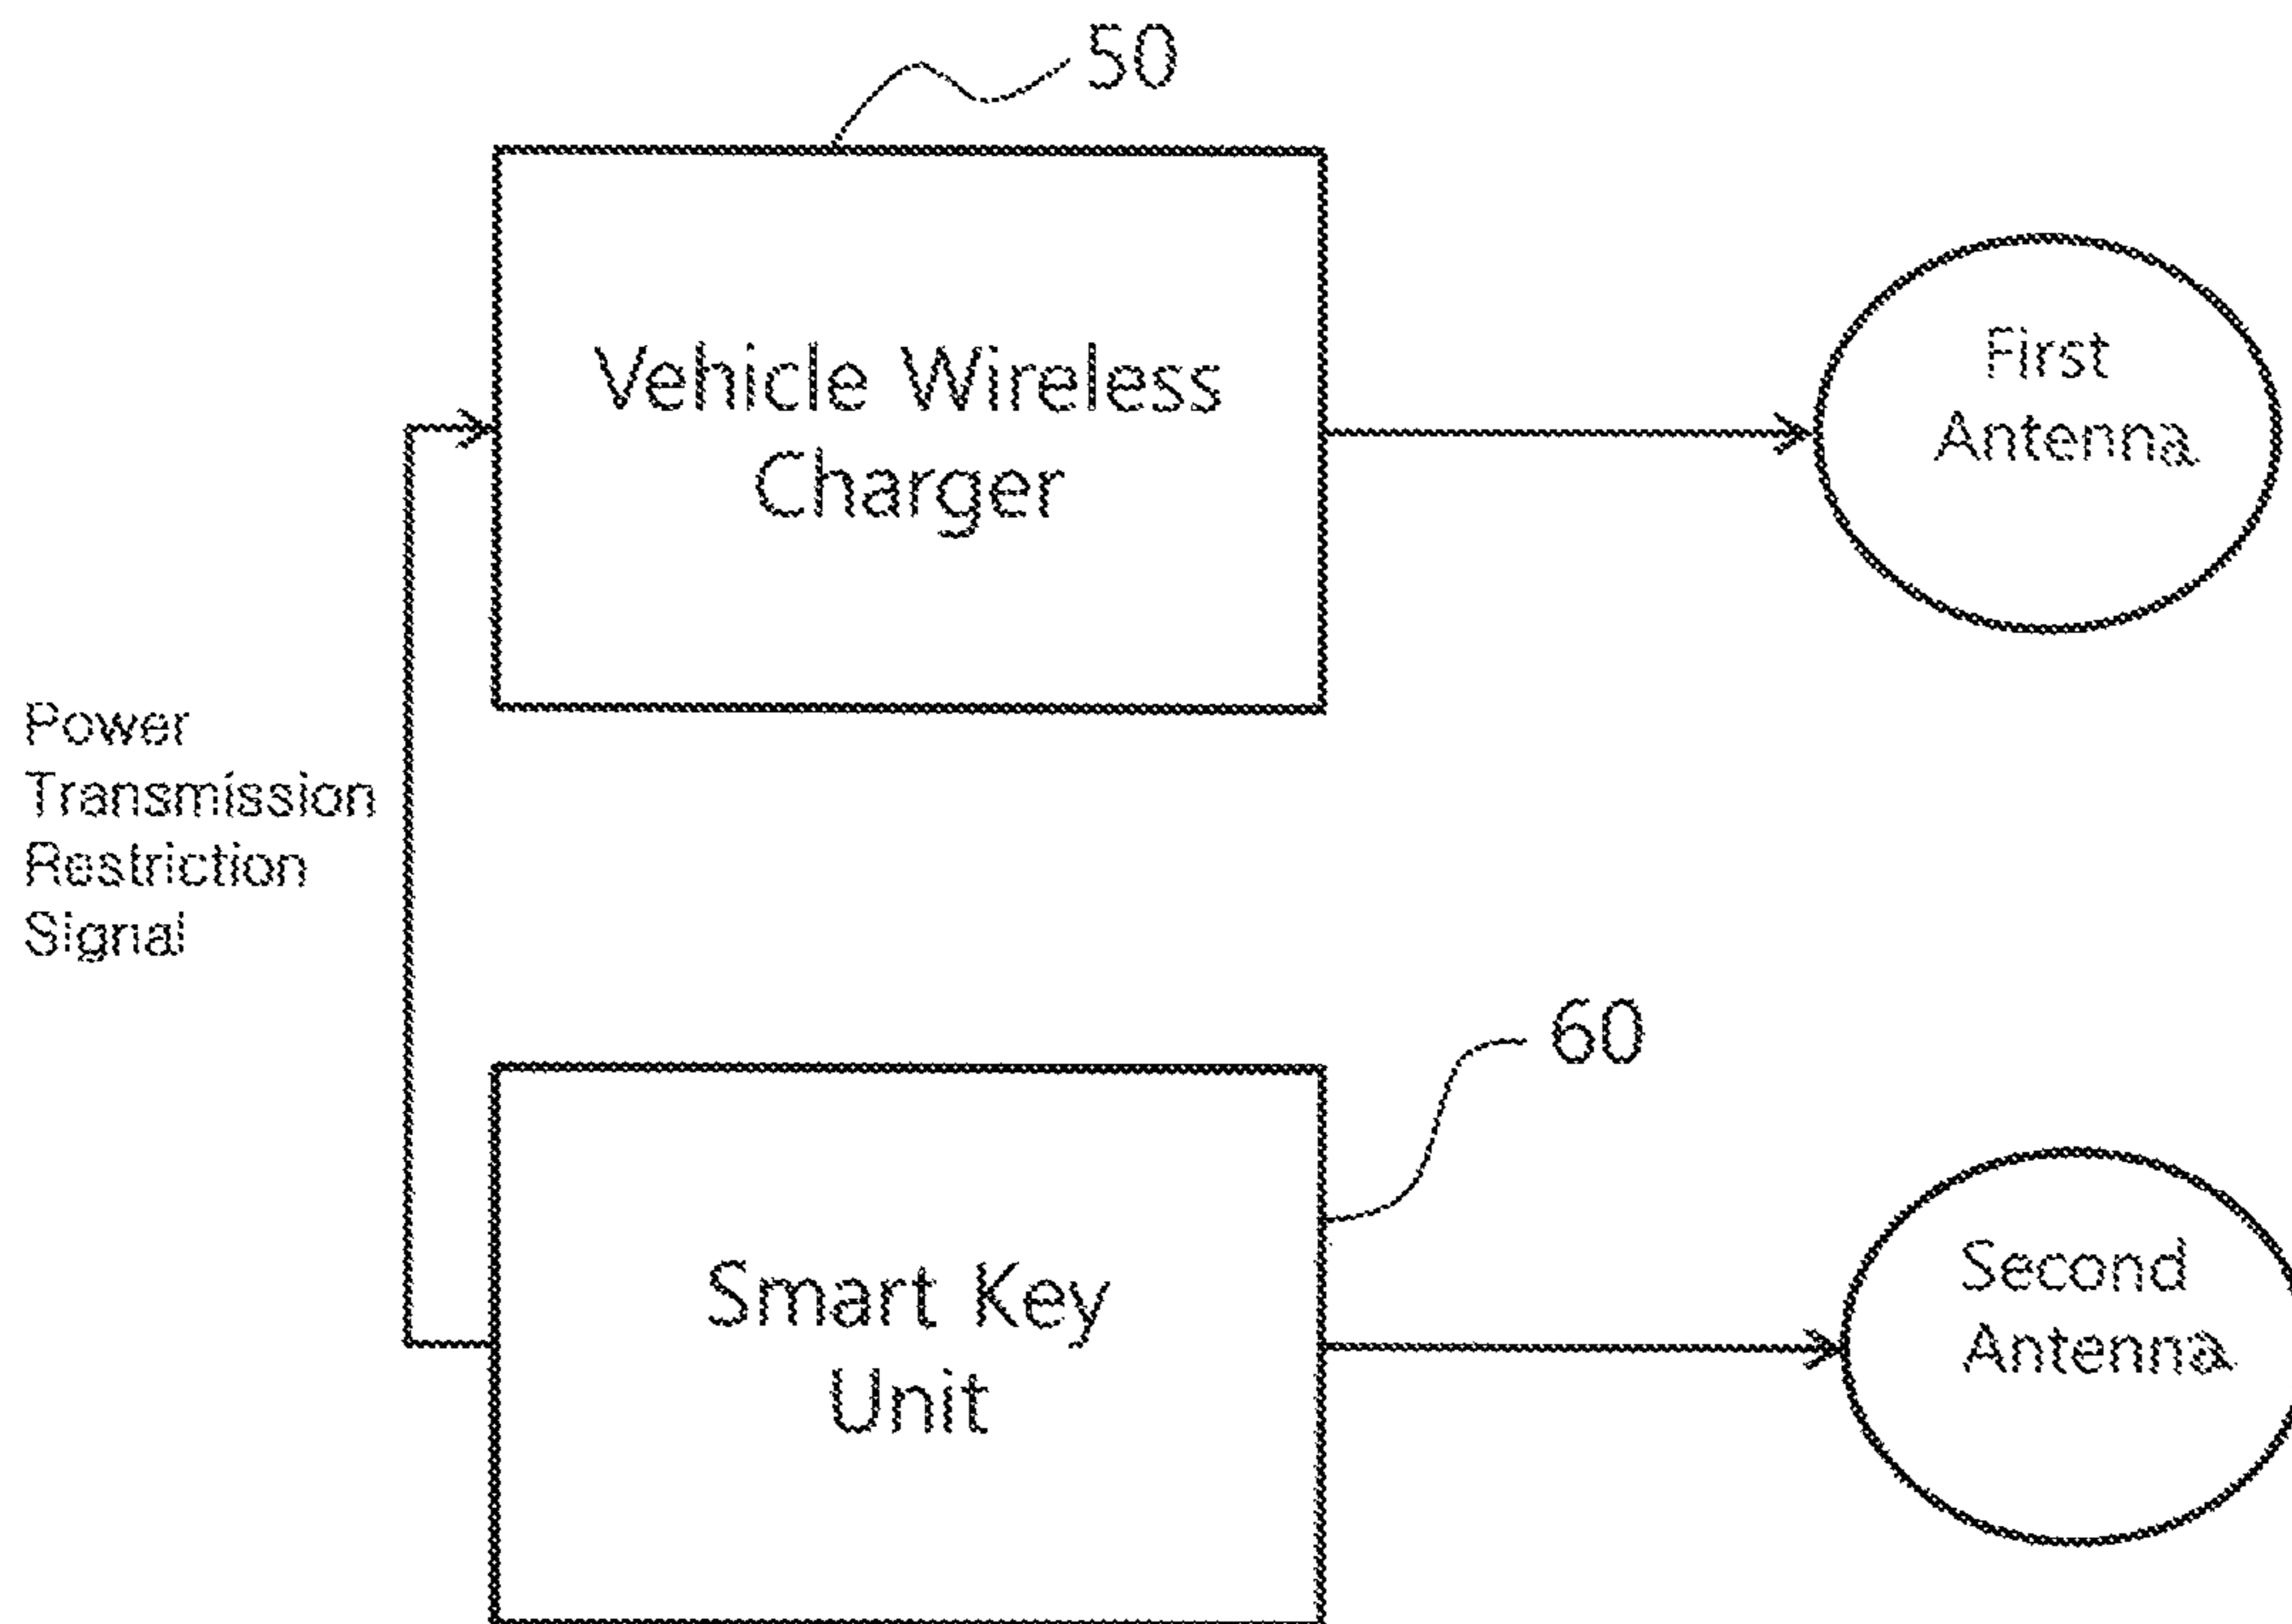 50
Vehicle Wireless
Charger
First
Antenna
Power
Transmission
Restriction
Signal
60
Smart Key
Unit
Second
Antenna